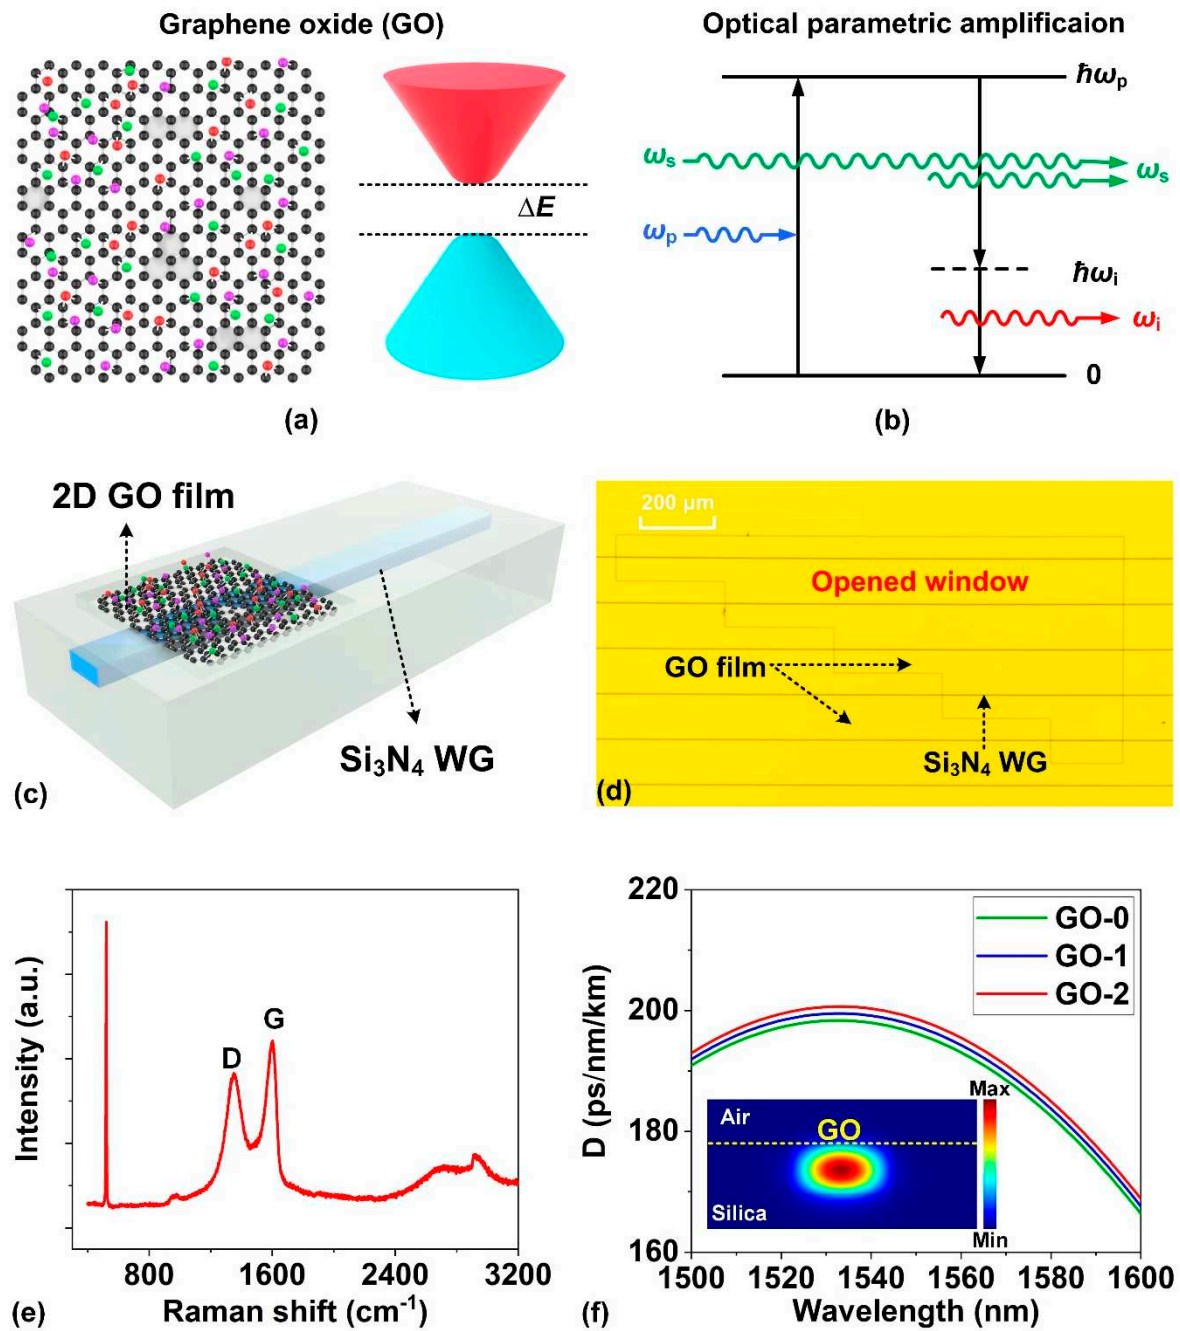 Graphene oxide (GO)
ΔE
(a)
Optical parametric amplificaion
ħωp
ωs
ωs
ωp
ħωi
ωi
0
(b)
2D GO film
Si3N4 WG
(c)
200 μm
Opened window
GO film
Si3N4 WG
(d)
Intensity (a.u.)
D
G
800 1600 2400 3200
Raman shift (cm-1)
(e)
D (ps/nm/km)
220
200
180
160
GO-0
GO-1
GO-2
Air
GO
Silica
Max
Min
1500 1520 1540 1560 1580 1600
Wavelength (nm)
(f)